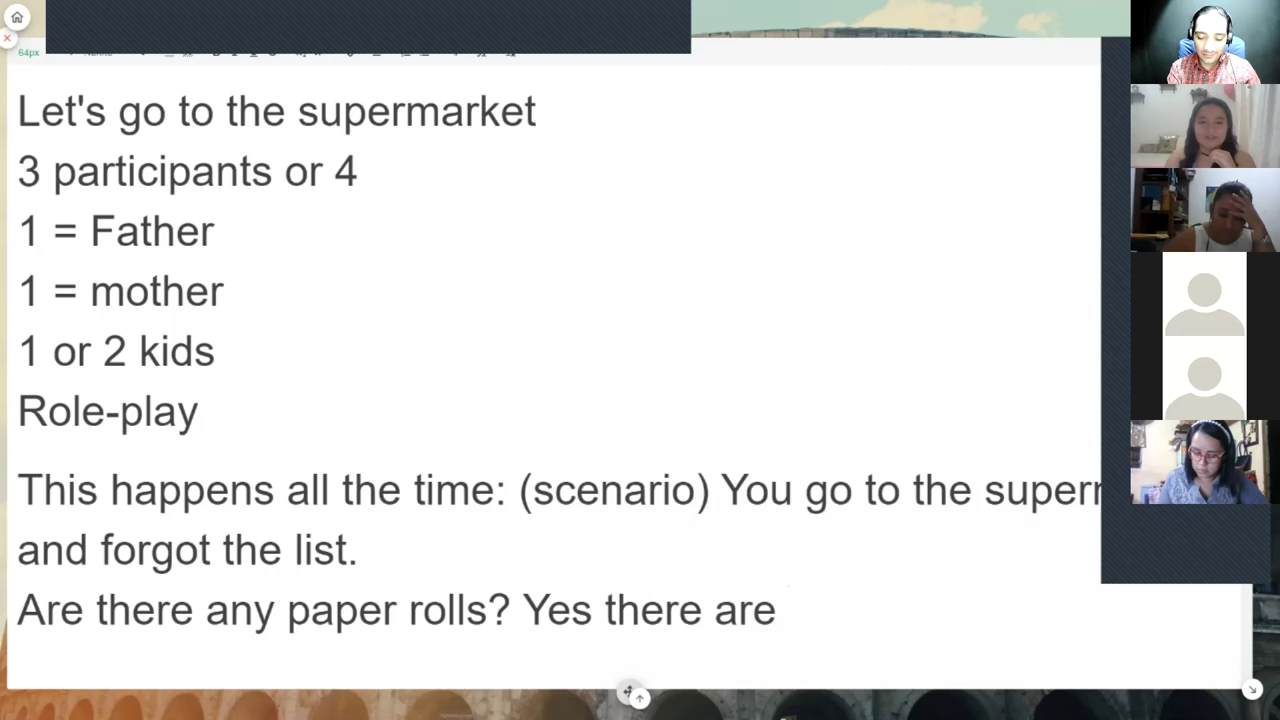 64px
Let's go to the supermarket
3 participants or 4
1 = Father
1 = mother
1 or 2 kids
Role-play
This happens all the time: (scenario) You go to the
and forgot the list.
Are there any paper rolls? Yes there are